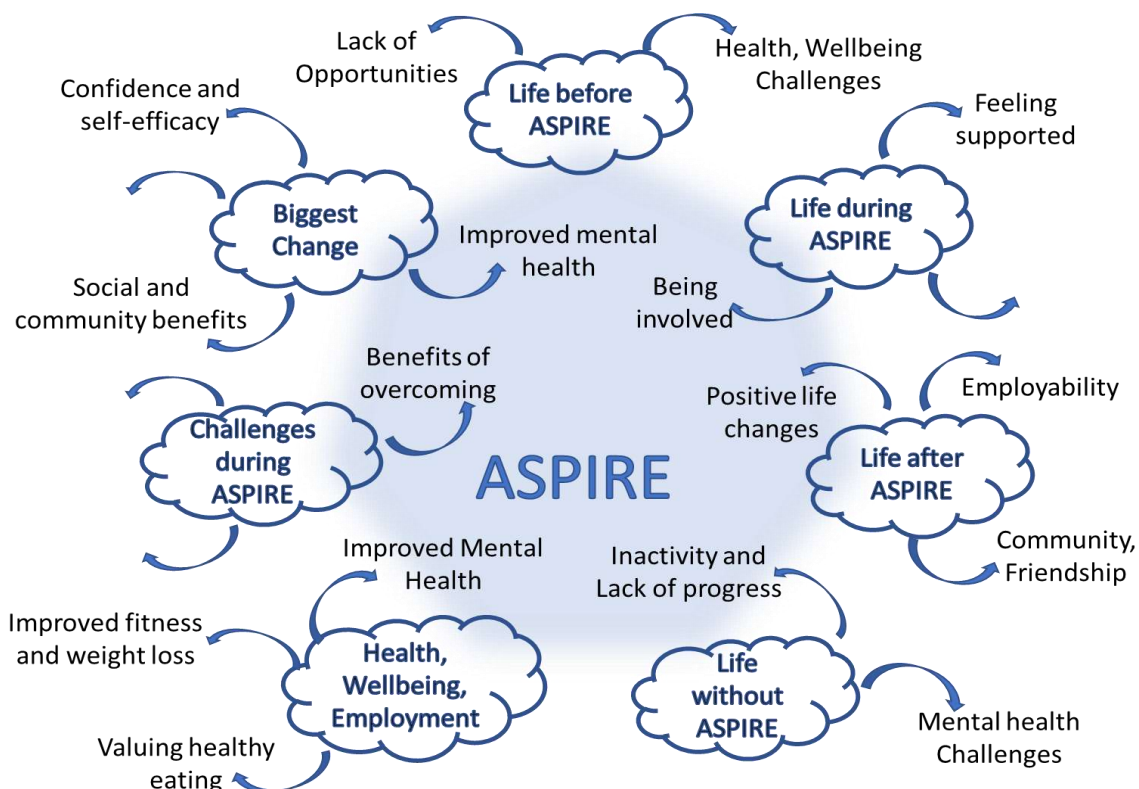 Lack of
Opportunities
Life before
ASPIRE
Health, Wellbeing
Challenges
Confidence and
self-efficacy
Biggest
Change
Improved mental
health
Social and
community benefits
Feeling
supported
Life during
ASPIRE
Being
involved
Benefits of
overcoming
Challenges
during
ASPIRE
ASPIRE
Positive life
changes
Employability
Life after
ASPIRE
Community,
Friendship
Improved Mental
Health
Improved fitness
and weight loss
Health,
Wellbeing,
Employment
Valuing healthy
eating
Inactivity and
Lack of progress
Life
without
ASPIRE
Mental health
Challenges